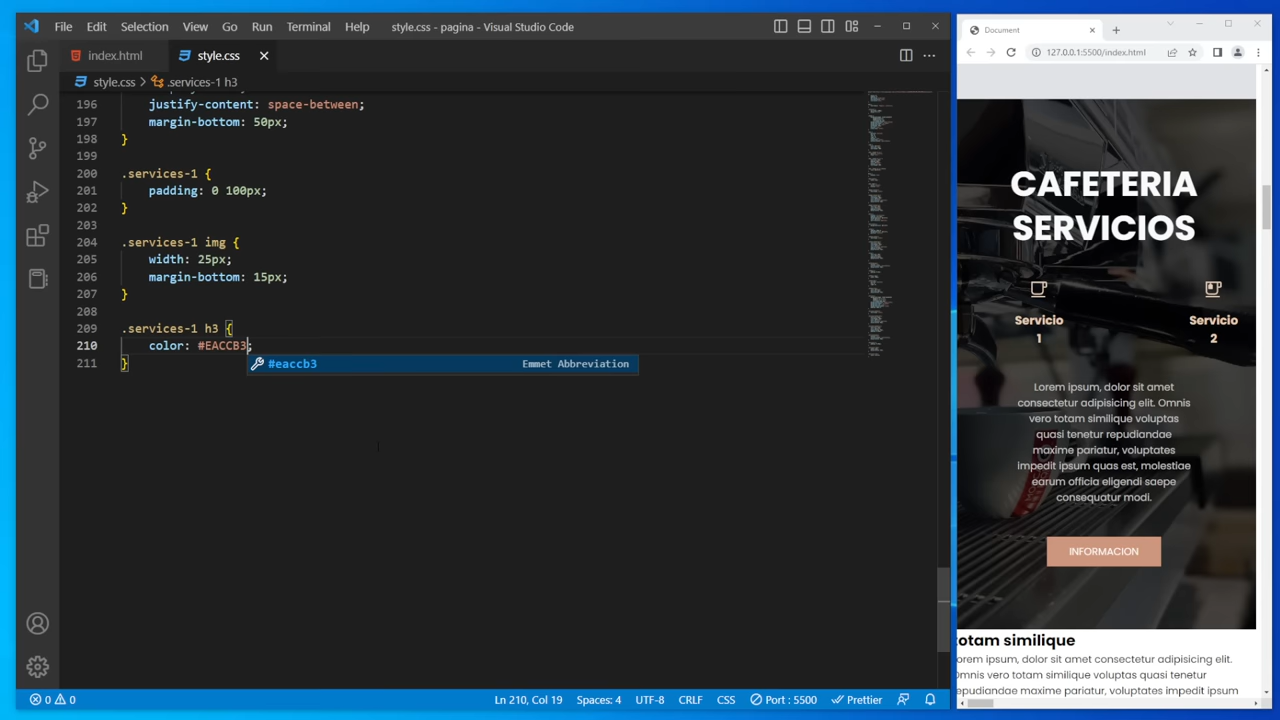 File Edit Selection View Go Run Terminal Help style.css - pagina - Visual Studio Code
index.html style.css
style.css > .services-1 h3
196 justify-content: space-between;
197 margin-bottom: 50px;
198 }
199
200 .services-1 {
201 padding: 0 100px;
202 }
203
204 .services-1 img {
205 width: 25px;
206 margin-bottom: 15px;
207 }
208
209 .services-1 h3 {
210 color: #EACCB3;
#eaccb3 Emmet Abbreviation
211 }
0 0 Ln 210, Col 19 Spaces: 4 UTF-8 CRLF CSS Port : 5500 Prettier
Document
127.0.0.1:5500/index.html
CAFETERIA
SERVICIOS
Servicio
1
Servicio
2
Lorem ipsum, dolor sit amet
consectetur adipisicing elit. Omnis
vero totam similique voluptas
quasi tenetur repudiandae
maxime pariatur, voluptates
impedit ipsum quas est, molestiae
earum officia eligendi saepe
consequatur modi.
INFORMACION
totam similique
orem ipsum, dolor sit amet consectetur adipisicing elit.
Omnis vero totam similique voluptas quasi tenetur
repudiandae maxime pariatur, voluptates impedit ipsum